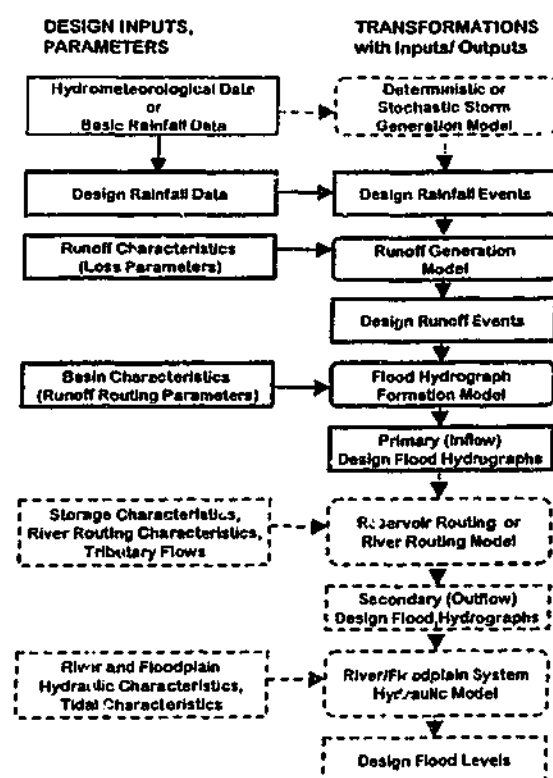 DESIGN INPUTS,
PARAMETERS
TRANSFORMATIONS
with Inputs/ Outputs
Hydrometeorological Data
or
Basic Rainfall Data
Deterministic or
Stochastic Storm
Generation Model
Design Rainfall Data
Design Rainfall Events
Runoff Characteristics
(Loss Parameters)
Runoff Generation
Model
Design Runoff Events
Basin Characteristics
(Runoff Routing Parameters)
Flood Hydrograph
Formation Model
Primary (Inflow)
Design Flood Hydrographs
Storage Characteristics,
River Routing Characteristics,
Tributary Flows
Reservoir Routing or
River Routing Model
Secondary (Outflow)
Design Flood Hydrographs
River and Floodplain
Hydraulic Characteristics,
Tidal Characteristics
River/Floodplain System
Hydraulic Model
Design Flood Levels